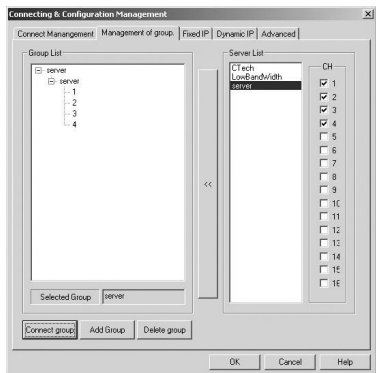 Connecting & Configuration Management
Connect Manangement
Management of group.
Fixed IP
Dynamic IP
Advanced
Group List
server
server
1
2
3
4
Selected Group
server
<<
Server List
CTech
LowBandWidth
server
CH
1
2
3
4
5
6
7
8
9
10
11
12
13
14
15
16
Connect group
Add Group
Delete group
OK
Cancel
Help